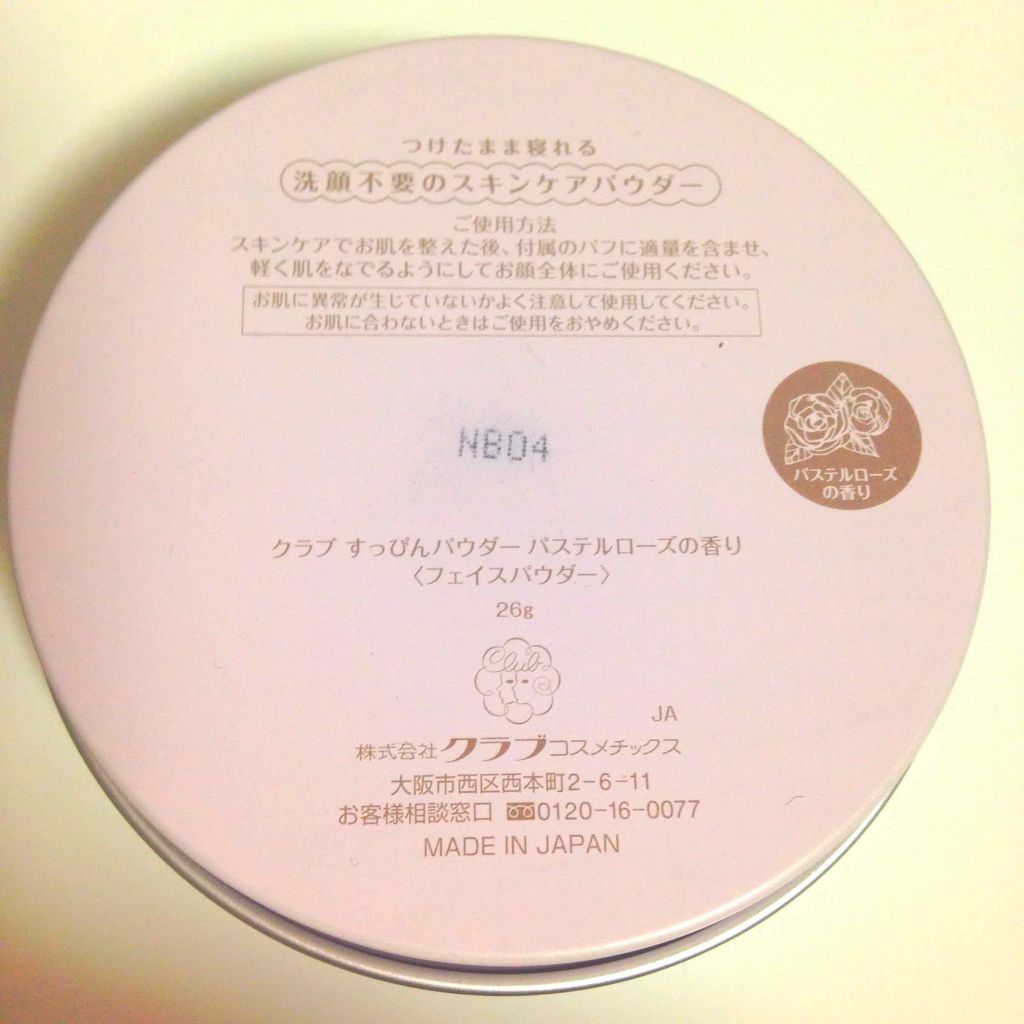 つけたまま寝れる
洗顔不要のスキンケアパウダー
ご使用方法
スキンケアでお肌を整えた後、付属のパフに適量を含ませ、
軽く肌をなでるようにしてお顔全体にご使用ください。
お肌に異常が生じていないかよく注意して使用してください。
お肌に合わないときはご使用をおやめください。
NB04
パステルローズ
の香り
クラブ すっぴんパウダー パステルローズの香り
〈フェイスパウダー〉
26g
Club
JA
株式会社 クラブコスメチックス
大阪市西区西本町2-6-11
お客様相談窓口 0120-16-0077
MADE IN JAPAN